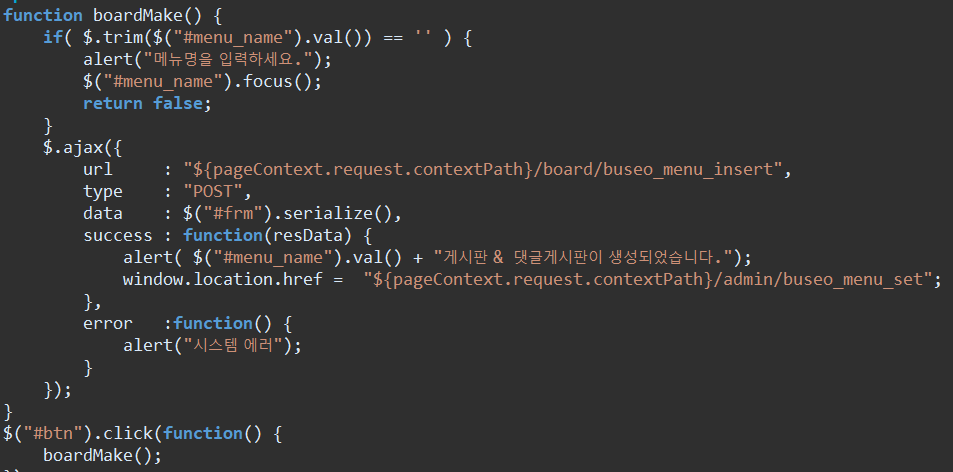 function boardMake() {
    if( $.trim($("#menu_name").val()) == '' ) {
        alert("메뉴명을 입력하세요.");
        $("#menu_name").focus();
        return false;
    }
    $.ajax({
        url     : "${pageContext.request.contextPath}/board/buseo_menu_insert",
        type    : "POST",
        data    : $("#frm").serialize(),
        success : function(resData) {
            alert( $("#menu_name").val() + "게시판 & 댓글게시판이 생성되었습니다.");
            window.location.href =  "${pageContext.request.contextPath}/admin/buseo_menu_set";
        },
        error   :function() {
            alert("시스템 에러");
        }
    });
}
$("#btn").click(function() {
    boardMake();